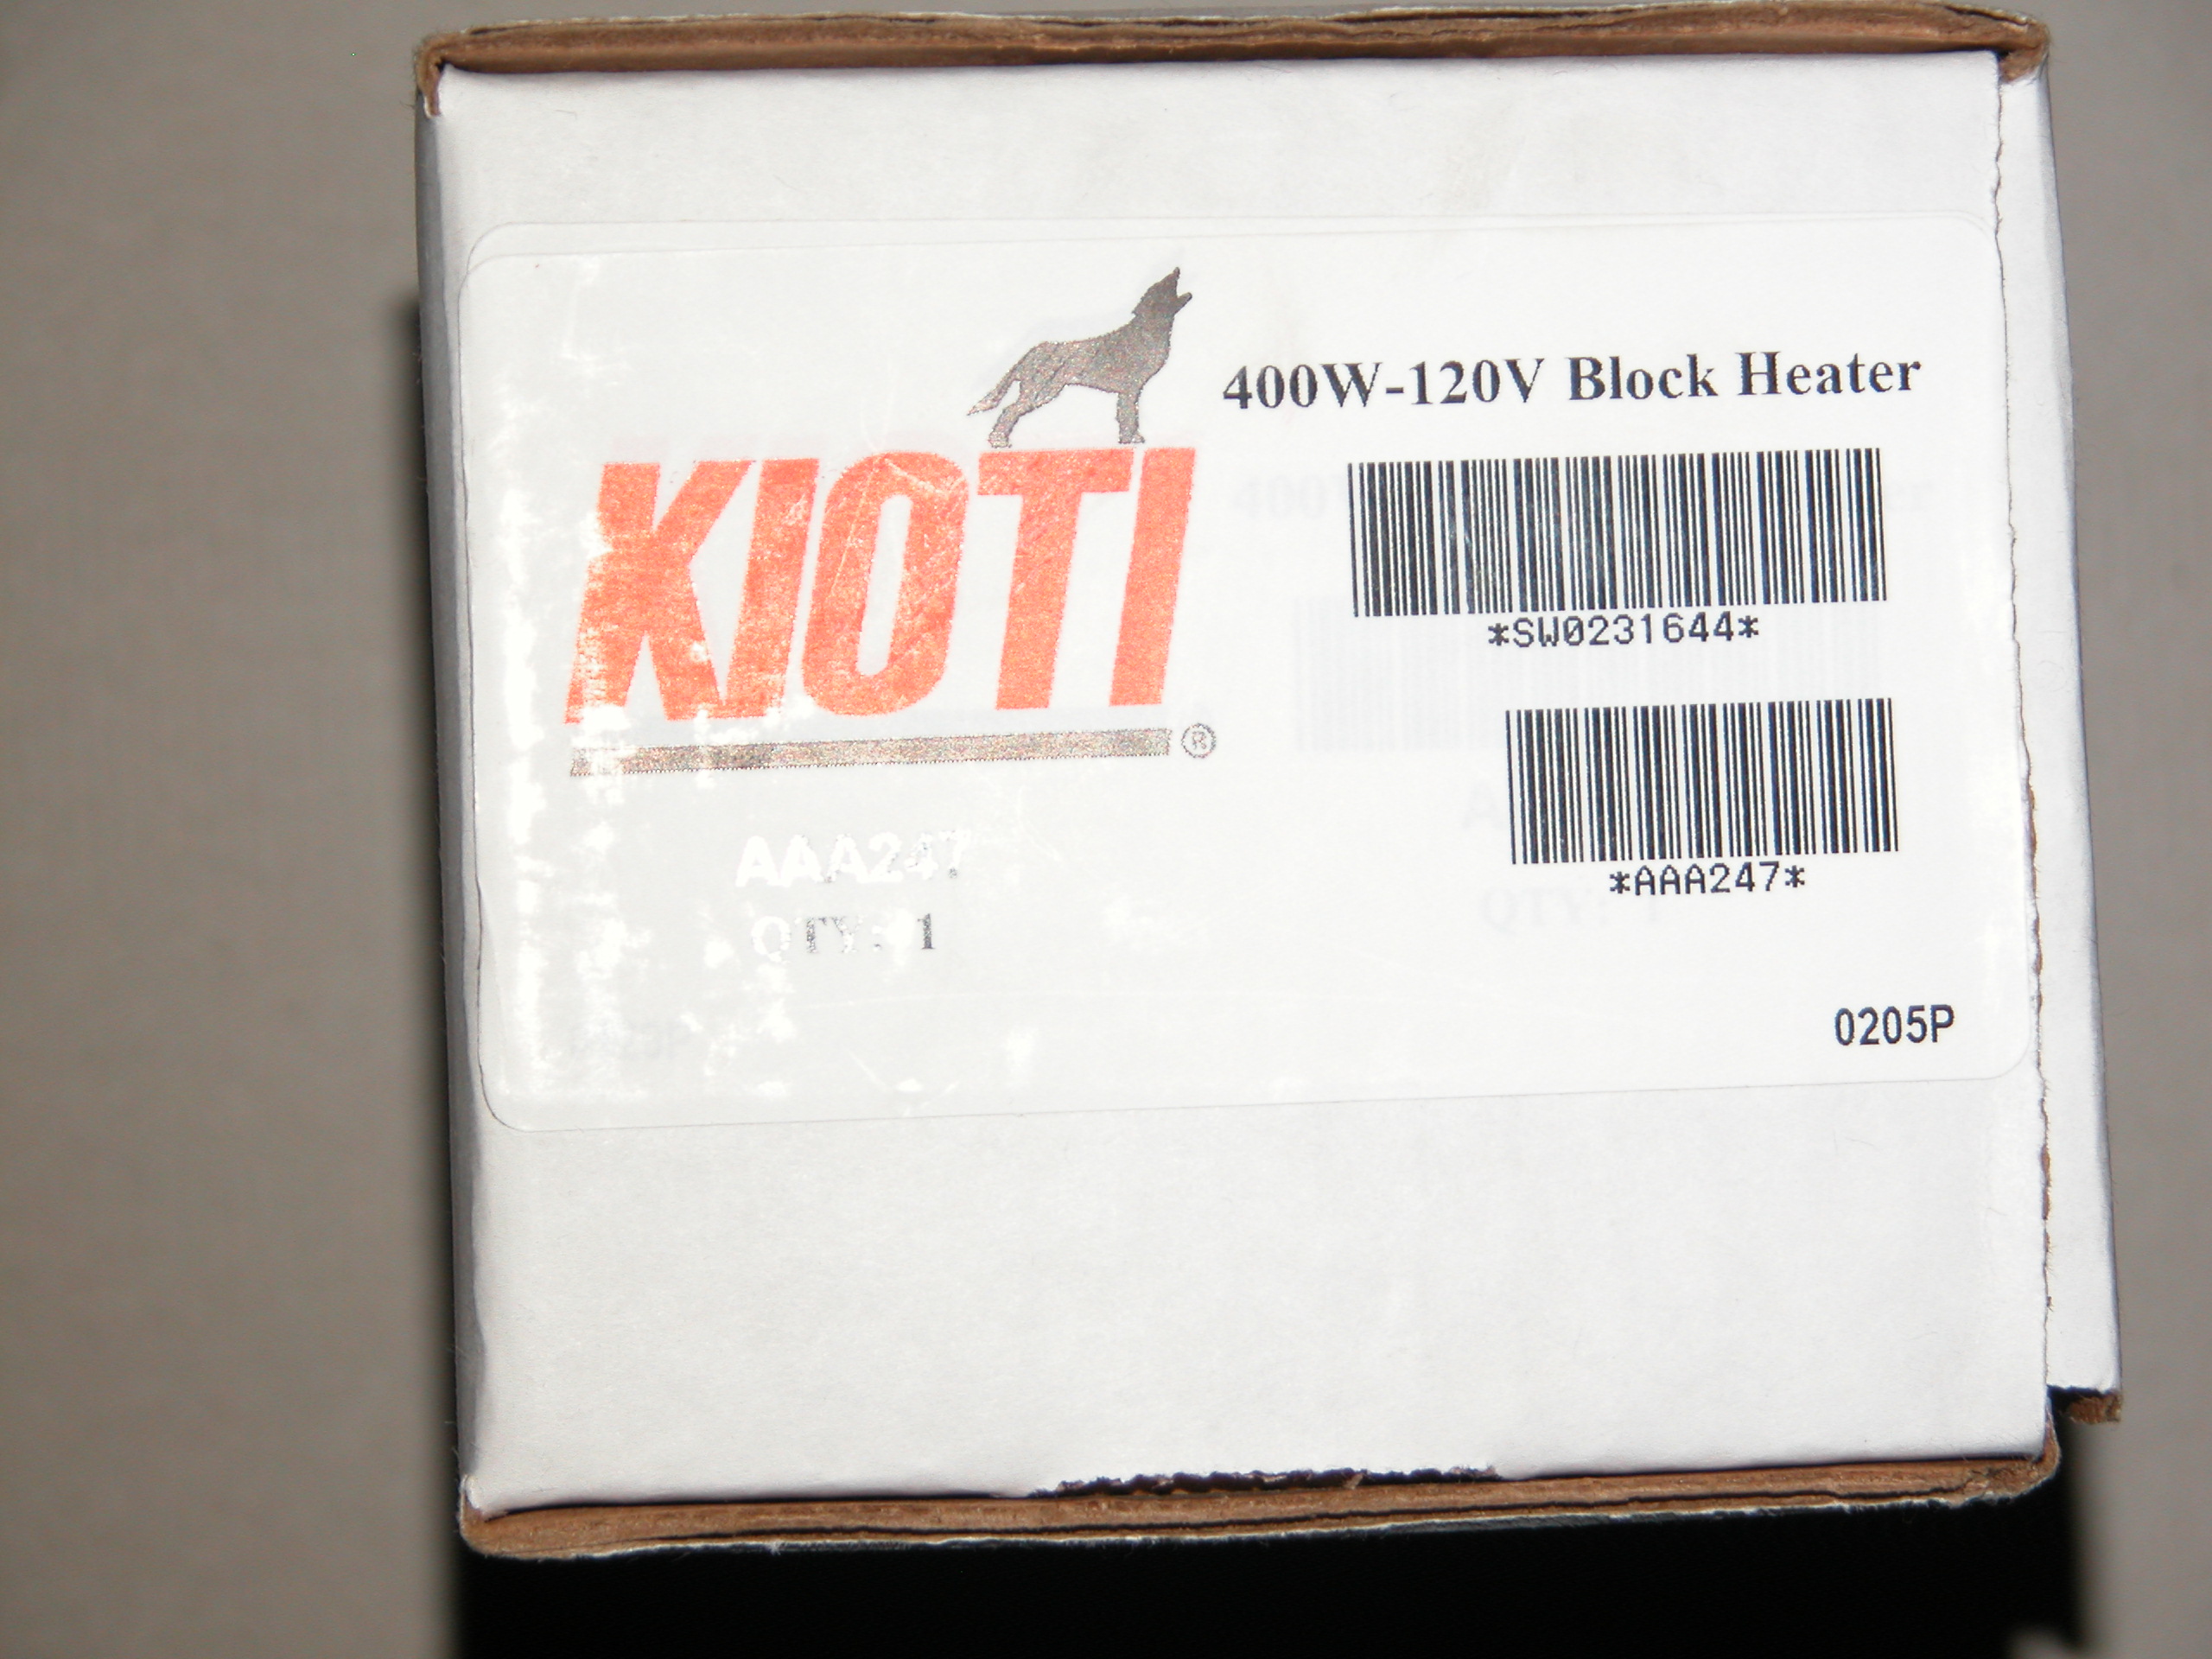 400W-120V Block Heater
KIOTI®
*SW0231644*
*AAA247*
AAA247
QTY: 1
0205P